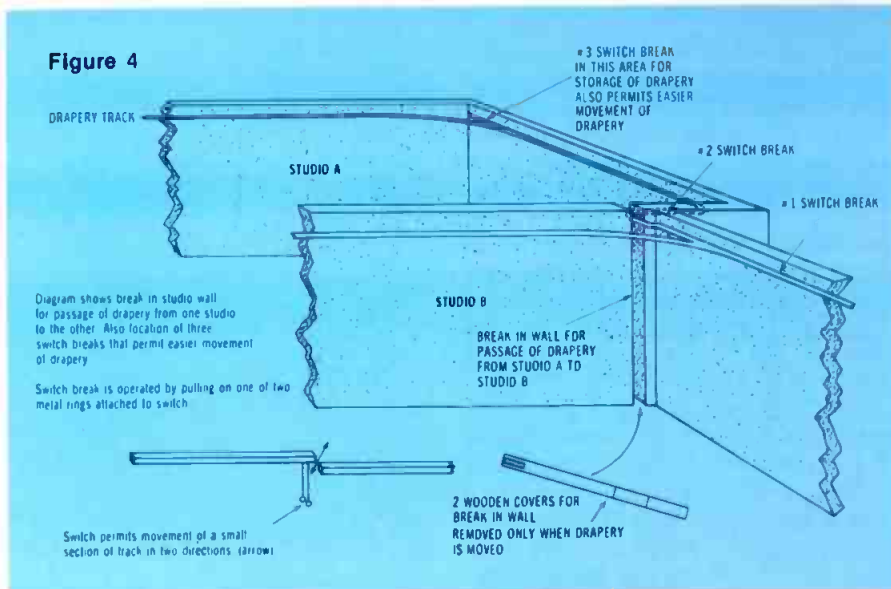 Figure 4
DRAPERY TRACK
#3 SWITCH BREAK
IN THIS AREA FOR
STORAGE OF DRAPERY
ALSO PERMITS EASIER
MOVEMENT OF
DRAPERY
#2 SWITCH BREAK
#1 SWITCH BREAK
STUDIO A
STUDIO B
Diagram shows break in studio wall
for passage of drapery from one studio
to the other. Also location of three
switch breaks that permit easier movement
of drapery
Switch break is operated by pulling on one of two
metal rings attached to switch
BREAK IN WALL FOR
PASSAGE OF DRAPERY
FROM STUDIO A TO
STUDIO B
Switch permits movement of a small
section of track in two directions (arrow)
2 WOODEN COVERS FOR
BREAK IN WALL
REMOVED ONLY WHEN DRAPERY
IS MOVED